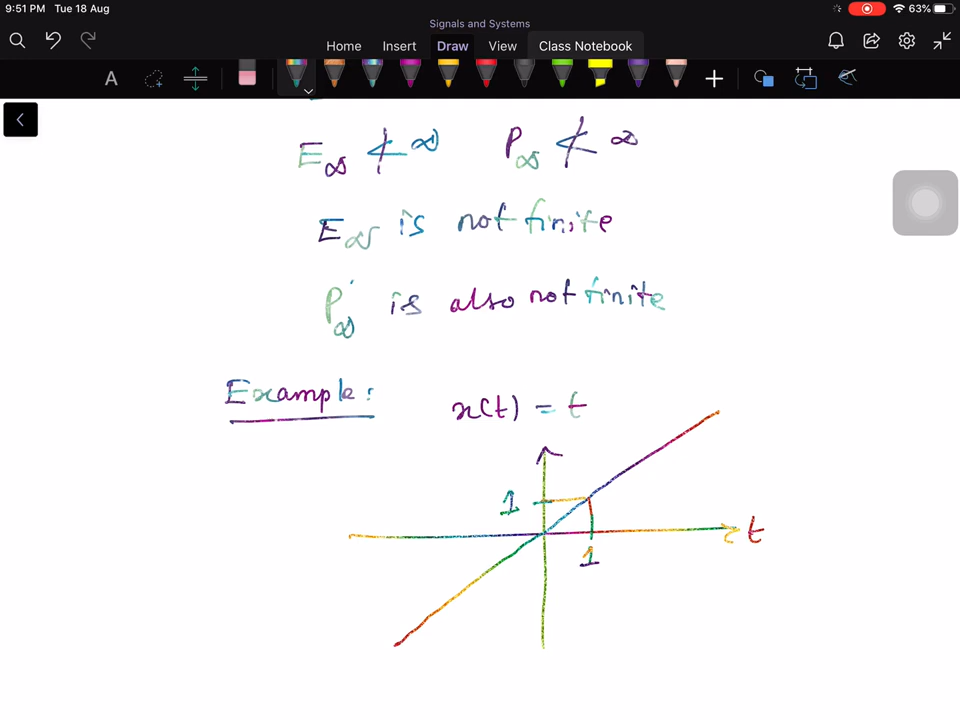 9:51 PM Tue 18 Aug
63%
Signals and Systems
Home Insert Draw View Class Notebook
A
E∞ ≮ ∞ P∞ ≮ ∞
E∞ is not finite
P∞ is also not finite
Example: x(t) = t
1
t
1